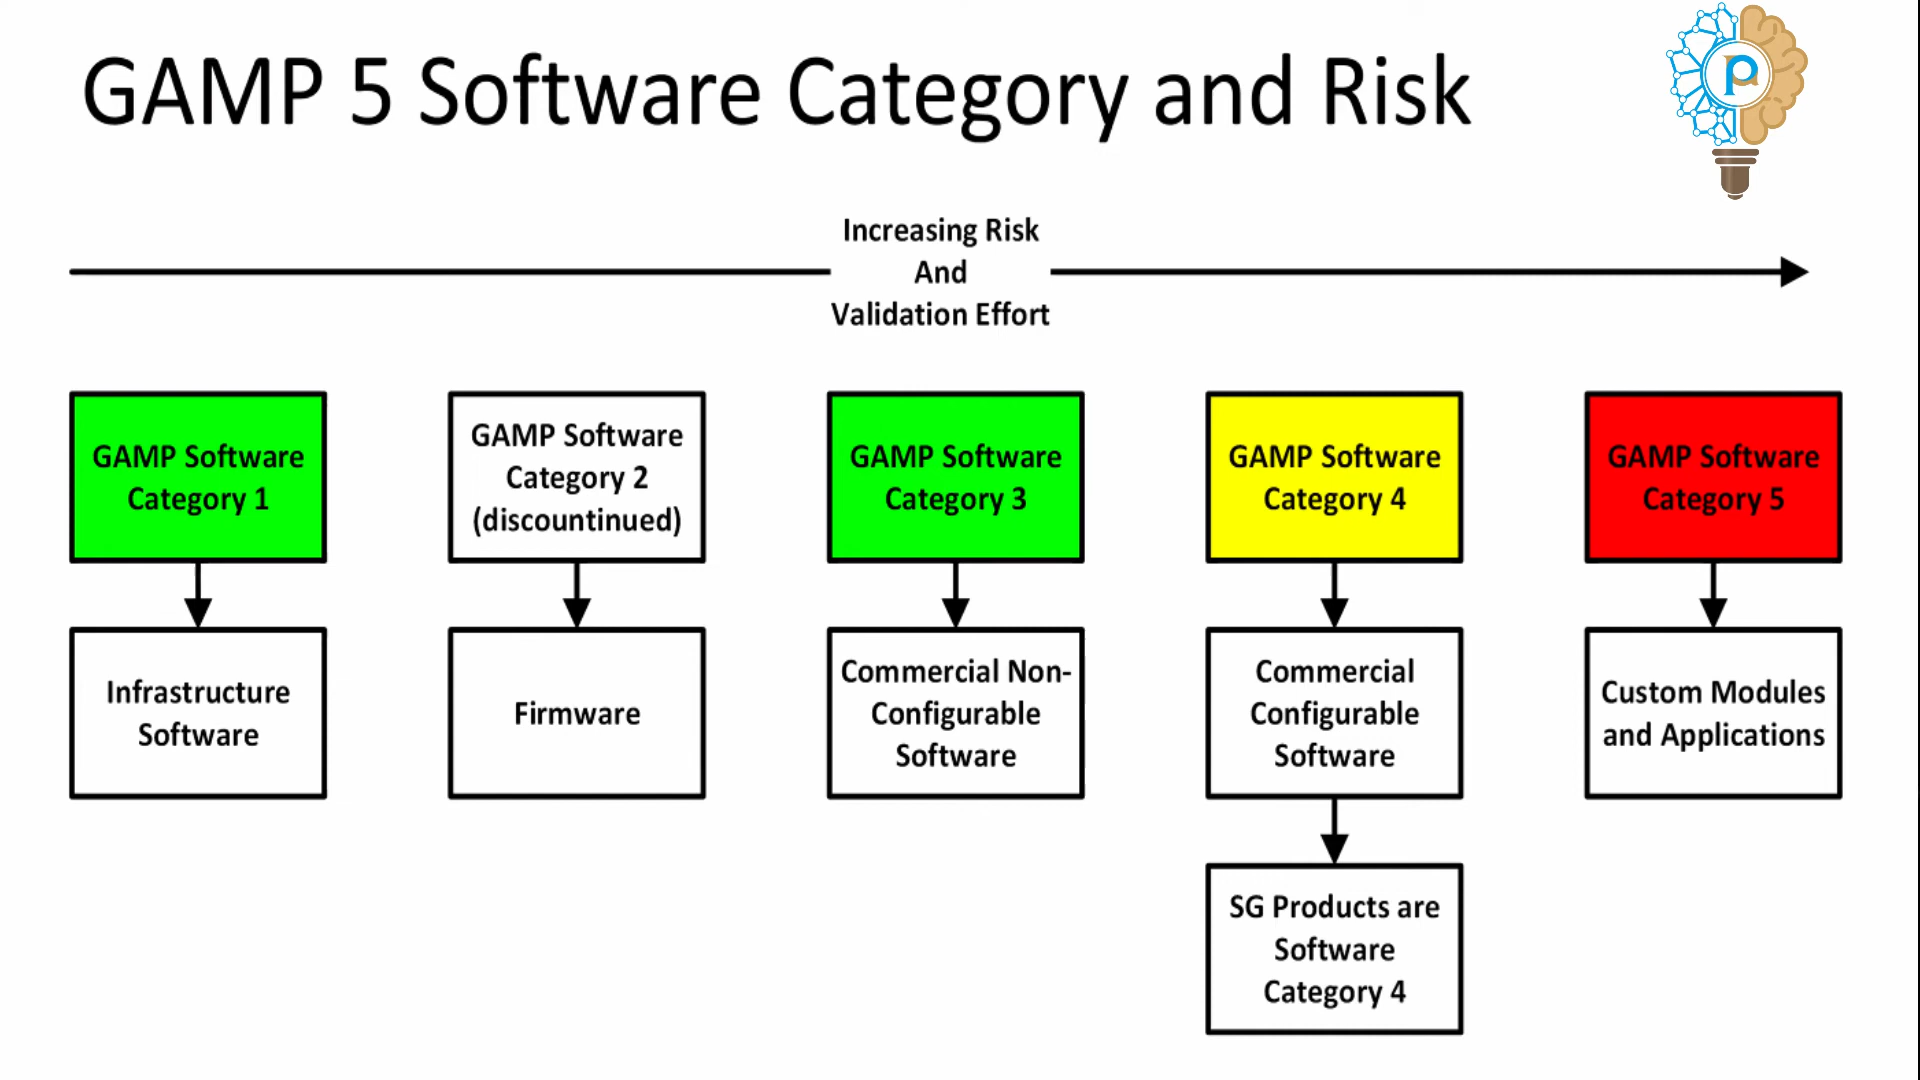 GAMP 5 Software Category and Risk
P
Increasing Risk
And
Validation Effort
GAMP Software
Category 1
GAMP Software
Category 2
(discountinued)
GAMP Software
Category 3
GAMP Software
Category 4
GAMP Software
Category 5
Infrastructure
Software
Firmware
Commercial Non-
Configurable
Software
Commercial
Configurable
Software
Custom Modules
and Applications
SG Products are
Software
Category 4